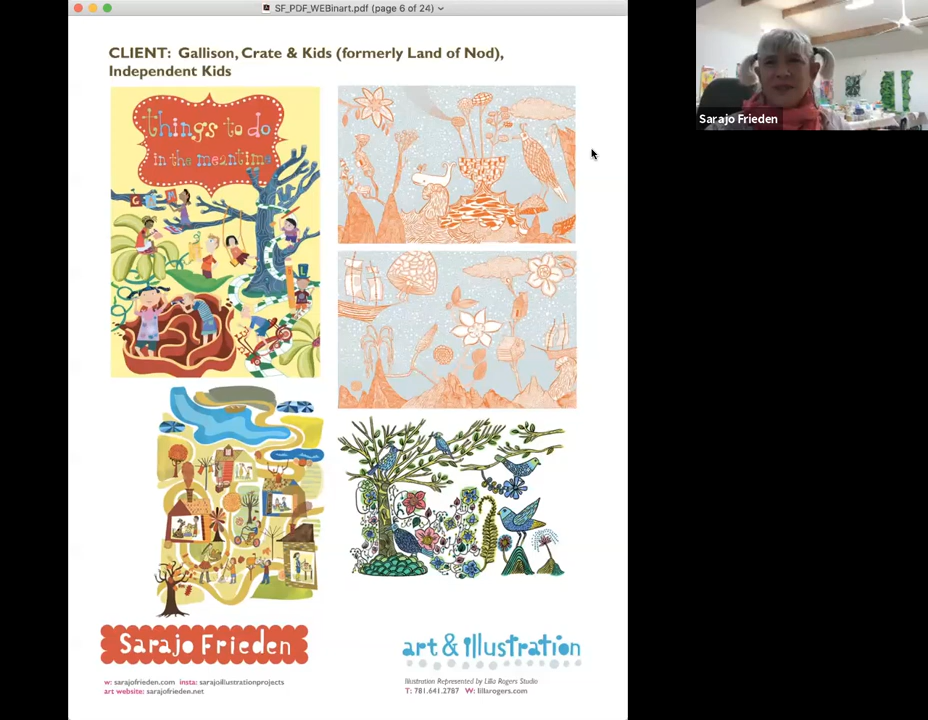 SF_PDF_WEBinart.pdf (page 6 of 24)
CLIENT: Gallison, Crate & Kids (formerly Land of Nod),
Independent Kids
things to do
in the meantime
Sarajo Frieden
Sarajo Frieden
art & illustration
w: sarajofrieden.com insta: sarajoillustrationprojects
art website: sarajofrieden.net
Illustration Represented by Lilla Rogers Studio
T: 781.641.2787 W: lillarogers.com